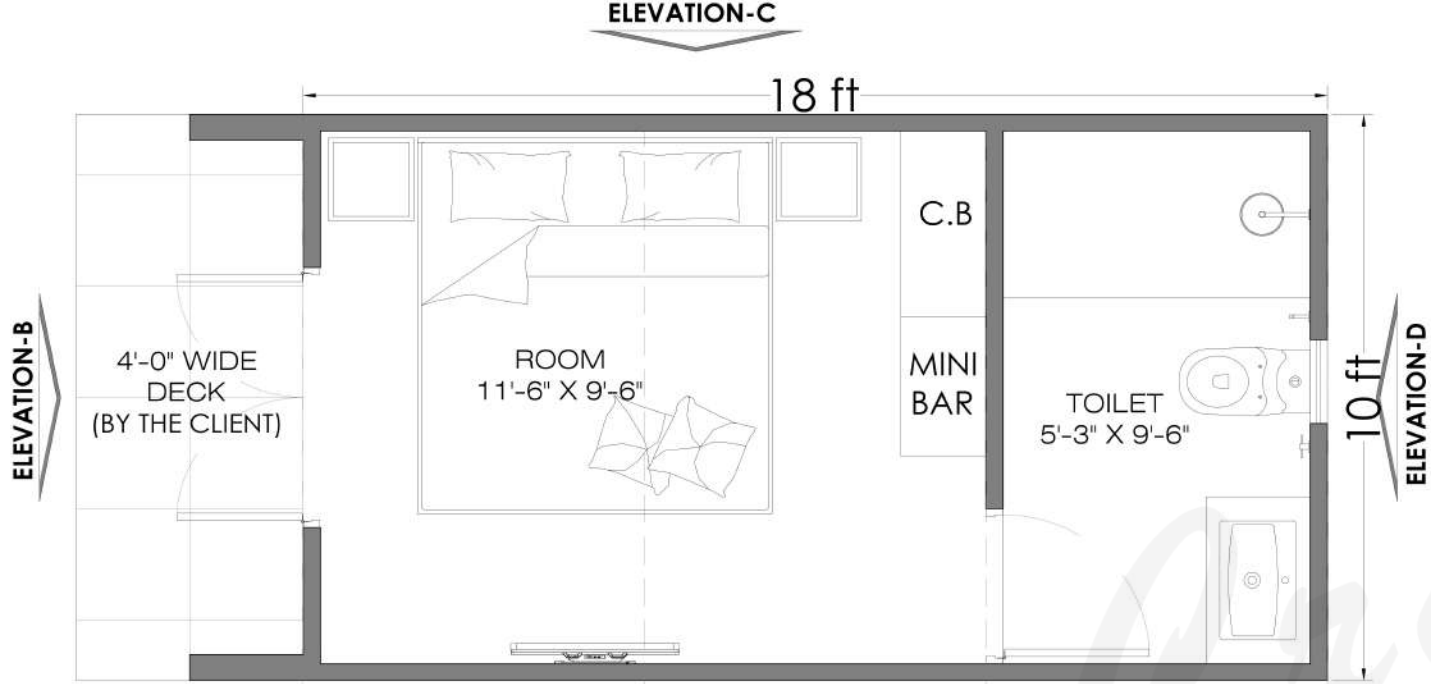 ELEVATION-C
18 ft
C.B
ELEVATION-B
4'-0" WIDE
DECK
(BY THE CLIENT)
ROOM
11'-6" X 9'-6"
MINI
BAR
TOILET
5'-3" X 9'-6"
10 ft
ELEVATION-D